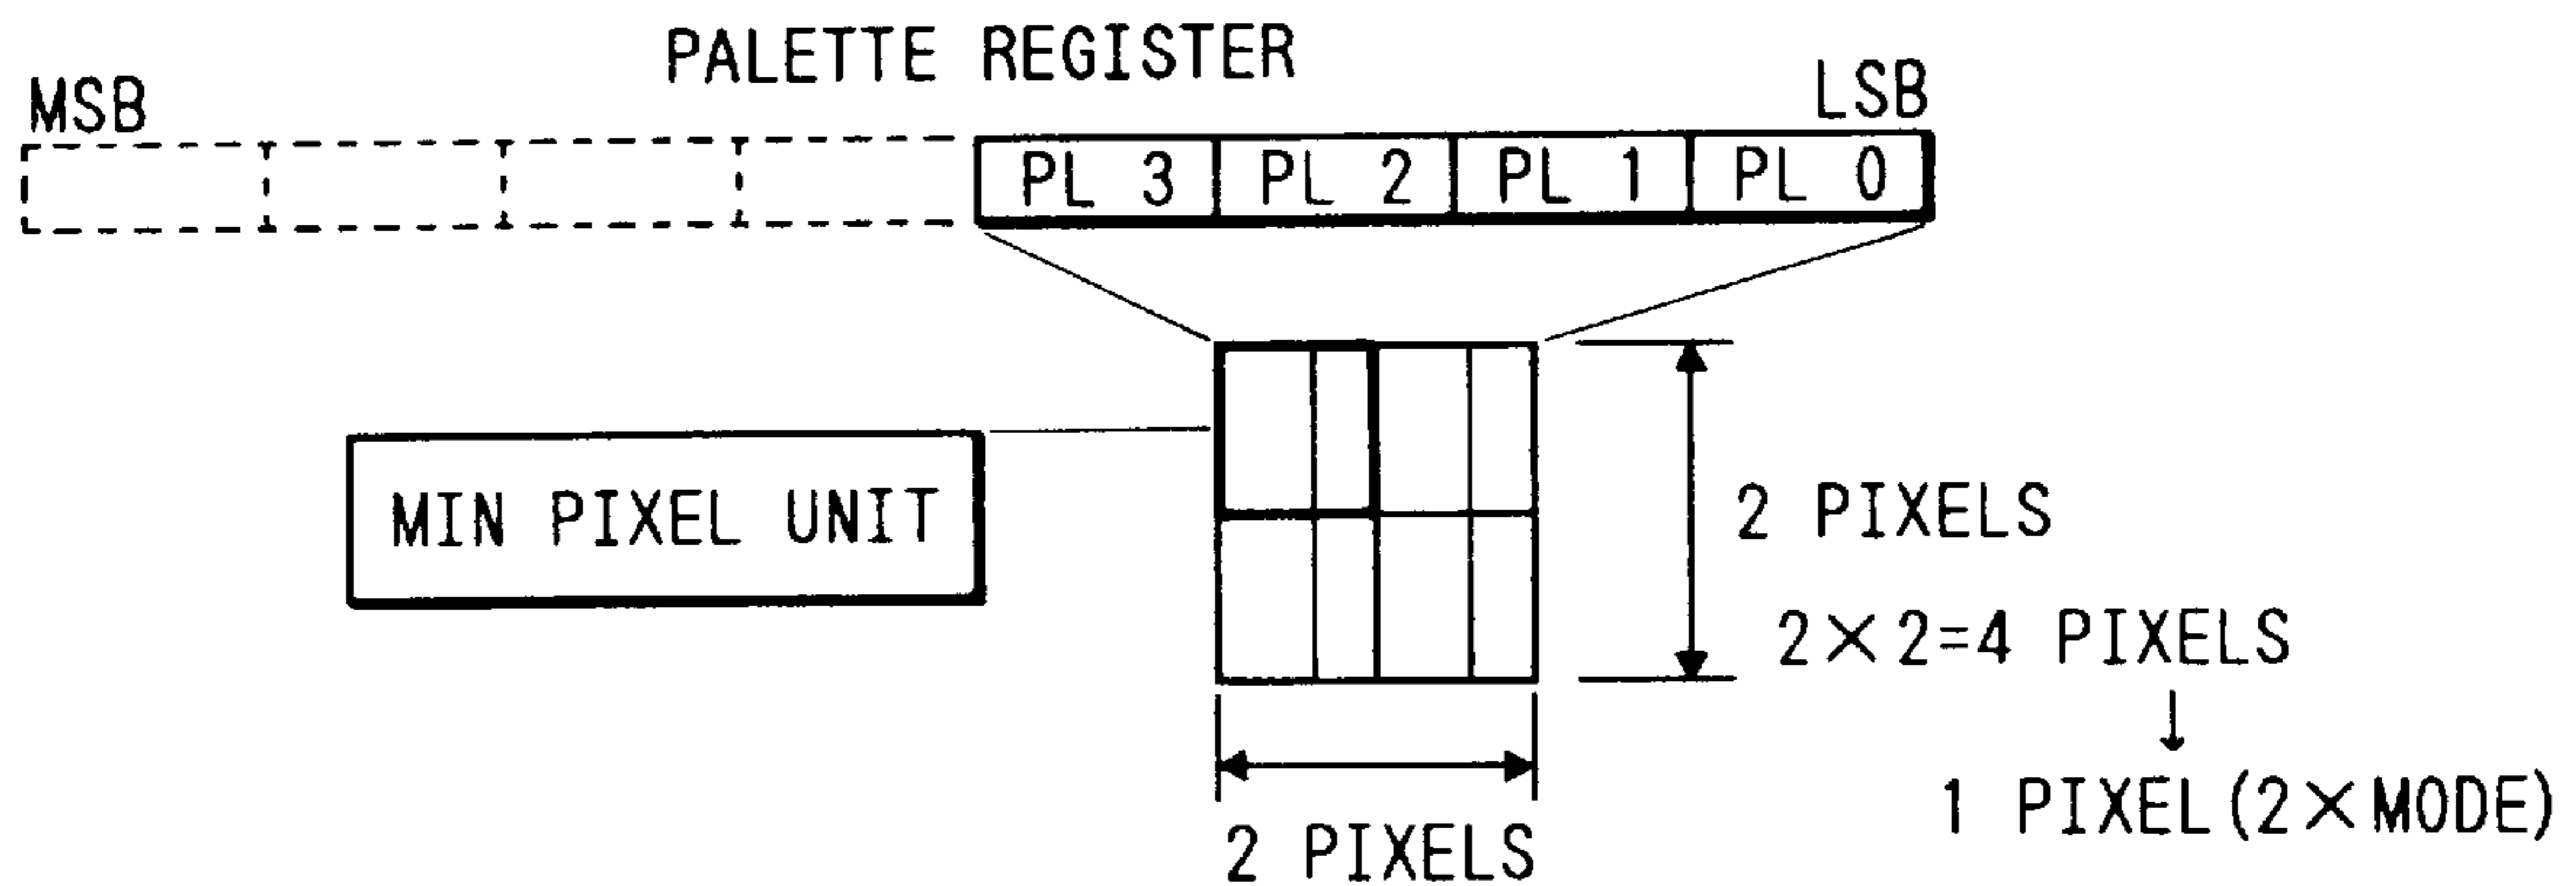 PALETTE REGISTER
MSB
LSB
PL 3 PL 2 PL 1 PL 0
MIN PIXEL UNIT
2 PIXELS
2×2=4 PIXELS
↓
1 PIXEL(2×MODE)
2 PIXELS